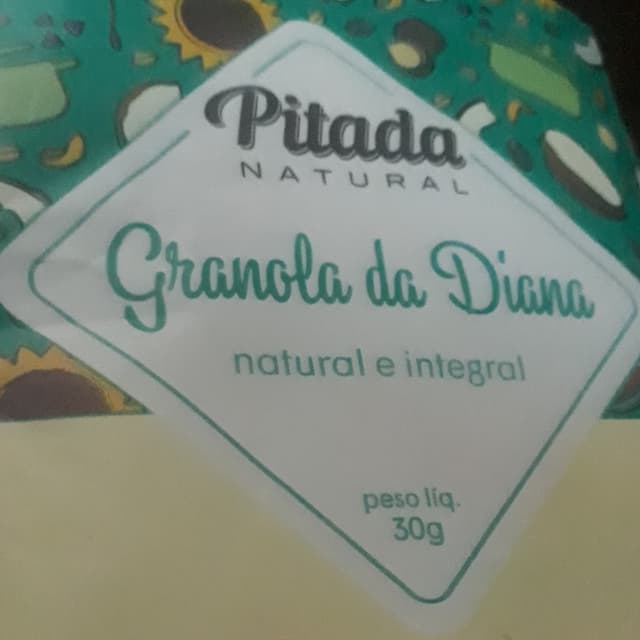 Pitada
NATURAL
Granola da Diana
natural e integral
peso líq.
30g